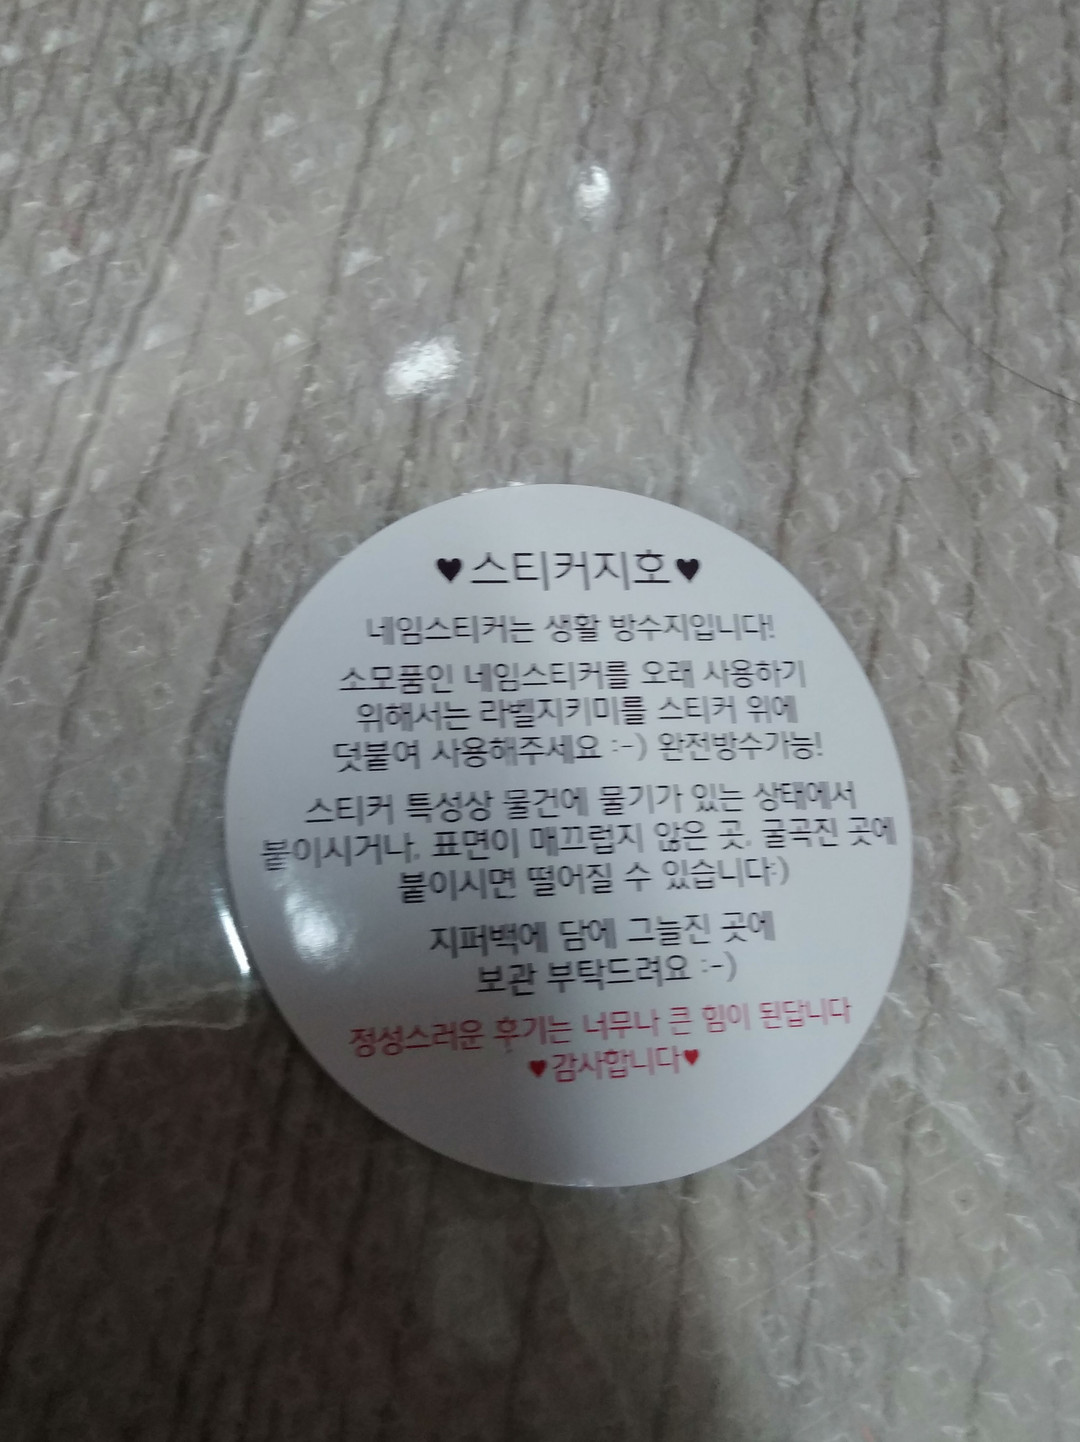 ♥스티커지호♥
네임스티커는 생활 방수지입니다!
소모품인 네임스티커를 오래 사용하기
위해서는 라벨지키미를 스티커 위에
덧붙여 사용해주세요 :-) 완전방수가능!
스티커 특성상 물건에 물기가 있는 상태에서
붙이시거나, 표면이 매끄럽지 않은 곳, 굴곡진 곳에
붙이시면 떨어질 수 있습니다:)
지퍼백에 담에 그늘진 곳에
보관 부탁드려요 :-)
정성스러운 후기는 너무나 큰 힘이 된답니다
♥감사합니다♥